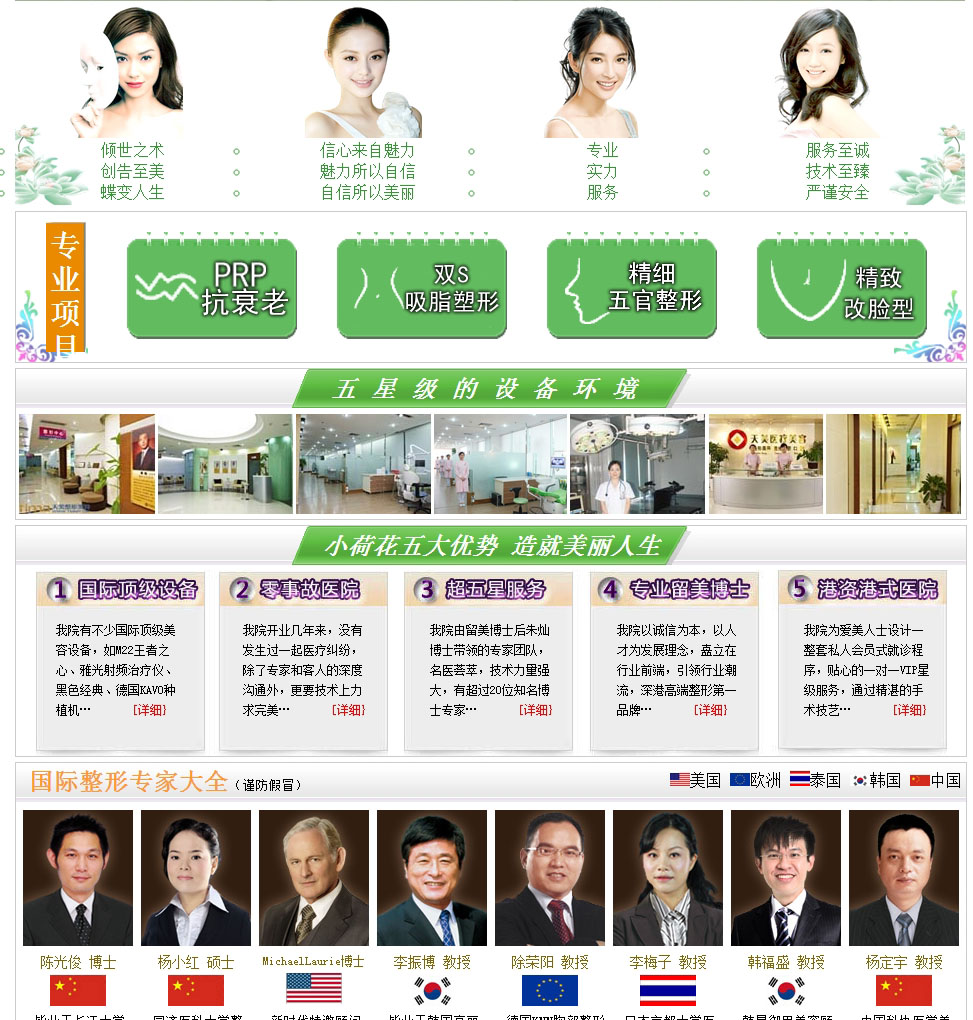 倾世之术
创告至美
蝶变人生
信心来自魅力
魅力所以自信
自信所以美丽
专业
实力
服务
服务至诚
技术至臻
严谨安全
专业项目
PRP
抗衰老
双S
吸脂塑形
精细
五官整形
精致
改脸型
五星级的设备环境
天美医疗美容
小荷花五大优势 造就美丽人生
1 国际顶级设备
我院有不少国际顶级美
容设备，如M22王者之
心、雅光射频治疗仪、
黑色经典、德国KAVO种
植机… [详细]
2 零事故医院
我院开业几年来，没有
发生过一起医疗纠纷，
除了专家和客人的深度
沟通外，更要技术上力
求完美… [详细]
3 超五星服务
我院由留美博士后朱灿
博士带领的专家团队，
名医荟萃，技术力量强
大，有超过20位知名博
士专家… [详细]
4 专业留美博士
我院以诚信为本，以人
才为发展理念，盍立在
行业前端，引领行业潮
流，深港高端整形第一
品牌… [详细]
5 港资港式医院
我院为爱美人士设计一
整套私人会员式就诊程
序，贴心的一对一VIP星
级服务，通过精湛的手
术技艺… [详细]
国际整形专家大全（谨防假冒）
美国 欧洲 泰国 韩国 中国
陈光俊 博士
杨小红 硕士
MichaelLaurie博士
李振博 教授
除荣阳 教授
李梅子 教授
韩福盛 教授
杨定宇 教授